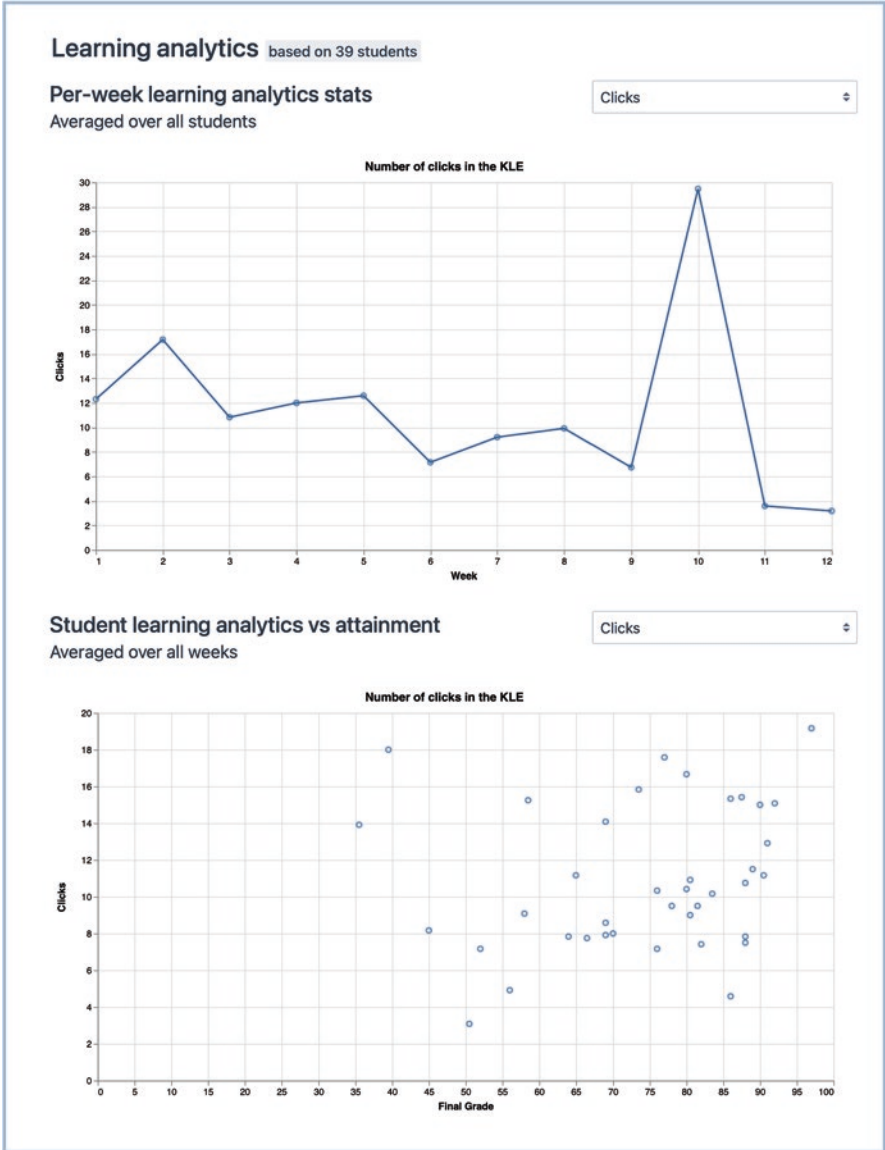 Learning analytics based on 39 students
Per-week learning analytics stats
Clicks
Averaged over all students
Number of clicks in the KLE
30
28
26
24
22
20
18
16
14
12
10
8
6
4
2
0
Clicks
1 2 3 4 5 6 7 8 9 10 11 12
Week
Student learning analytics vs attainment
Clicks
Averaged over all weeks
Number of clicks in the KLE
20
18
16
14
12
10
8
6
4
2
0
Clicks
0 5 10 15 20 25 30 35 40 45 50 55 60 65 70 75 80 85 90 95 100
Final Grade